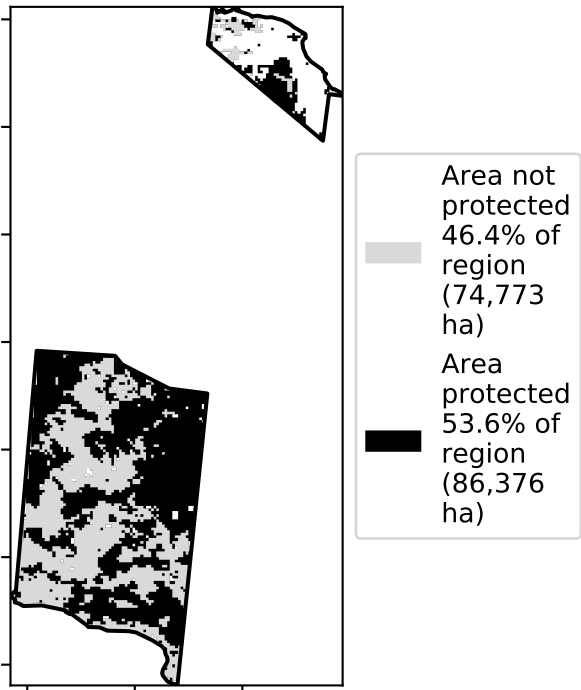 Area not
protected
46.4% of
region
(74,773
ha)
Area
protected
53.6% of
region
(86,376
ha)